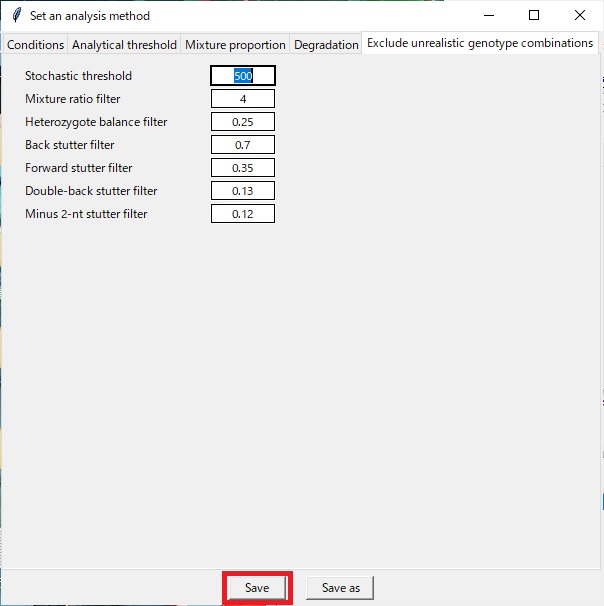 Set an analysis method
Conditions Analytical threshold Mixture proportion Degradation Exclude unrealistic genotype combinations
Stochastic threshold 500
Mixture ratio filter 4
Heterozygote balance filter 0.25
Back stutter filter 0.7
Forward stutter filter 0.35
Double-back stutter filter 0.13
Minus 2-nt stutter filter 0.12
Save Save as